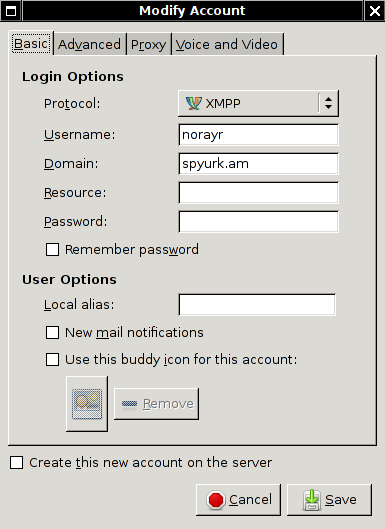 Modify Account
Basic Advanced Proxy Voice and Video
Login Options
Protocol: XMPP
Username: norayr
Domain: spyurk.am
Resource:
Password:
Remember password
User Options
Local alias:
New mail notifications
Use this buddy icon for this account:
Remove
Create this new account on the server
Cancel Save